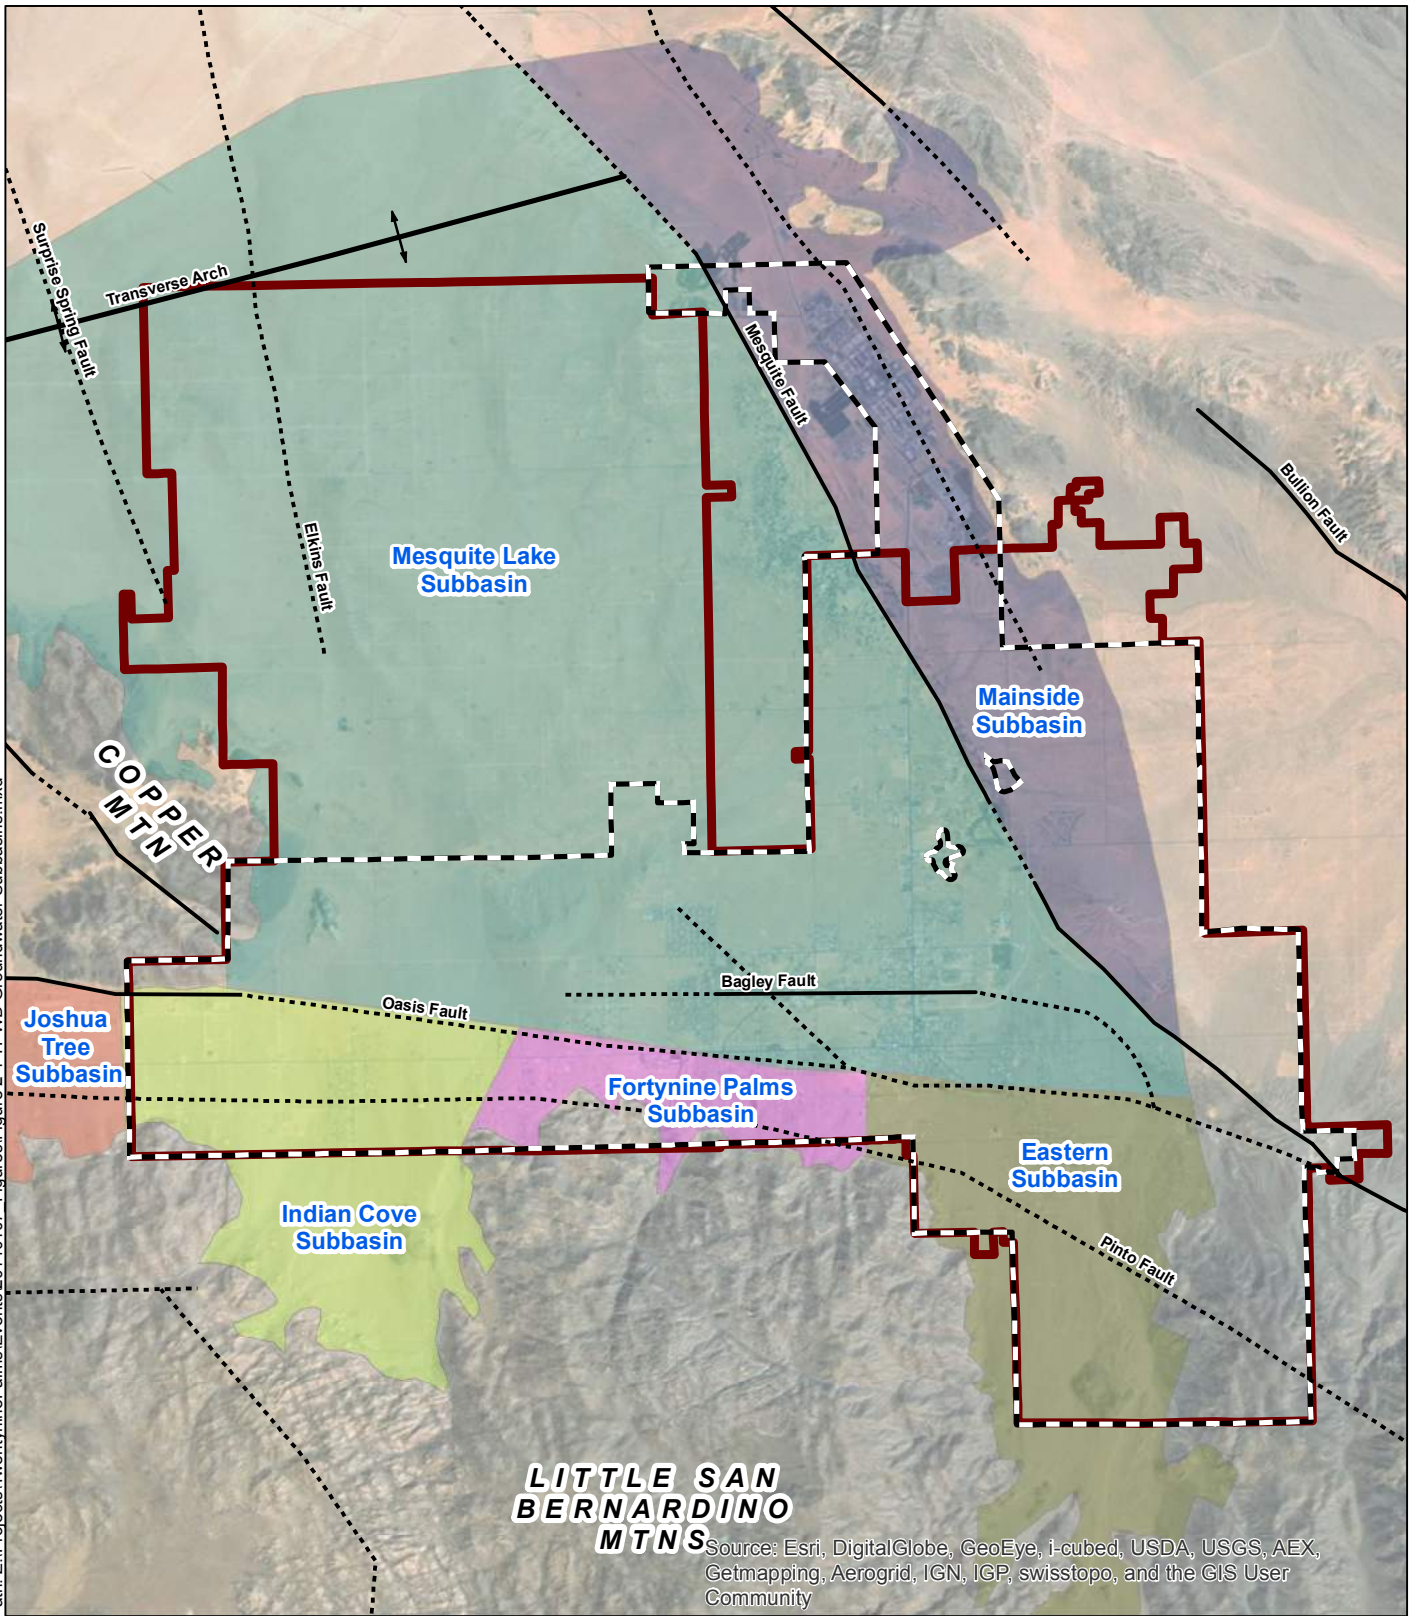 Surprise Spring Fault
Transverse Arch
Mesquite Fault
Bullion Fault
Elkins Fault
Mesquite Lake
Subbasin
Mainside
Subbasin
COPPER
MTN
Bagley Fault
Oasis Fault
Joshua
Tree
Subbasin
Fortynine Palms
Subbasin
Eastern
Subbasin
Indian Cove
Subbasin
Pinto Fault
LITTLE SAN
BERNARDINO
MTNS
Source: Esri, DigitalGlobe, GeoEye, i-cubed, USDA, USGS, AEX,
Getmapping, Aerogrid, IGN, IGP, swisstopo, and the GIS User
Community